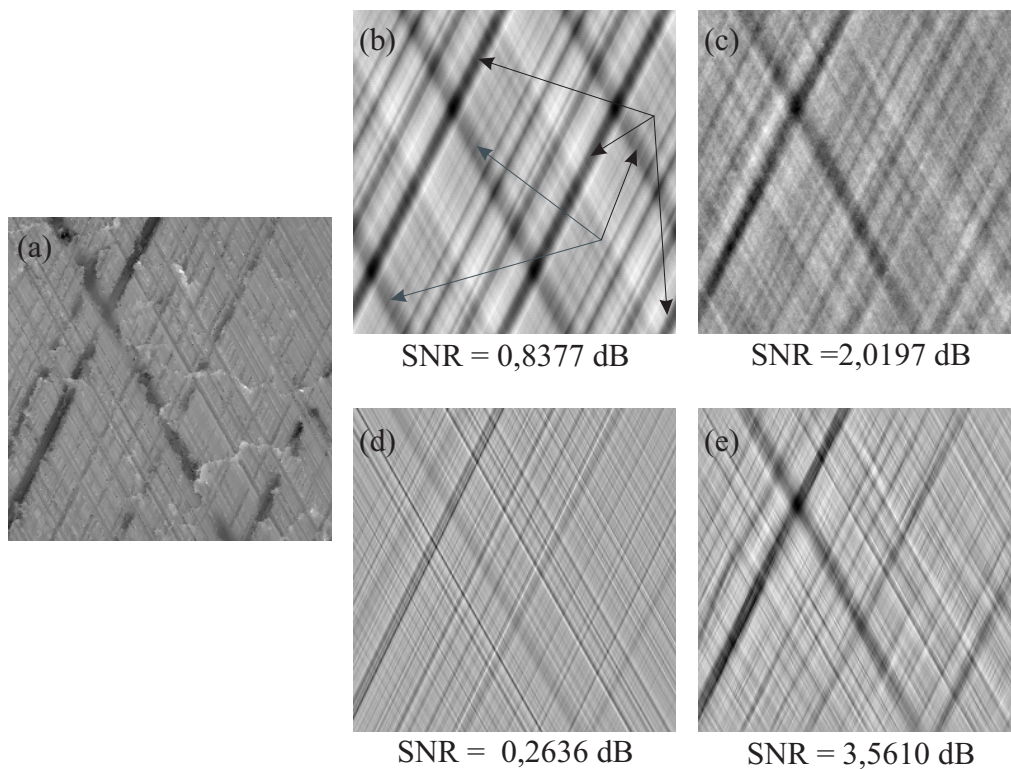 (a)
(b)
(c)
SNR = 0,8377 dB
SNR =2,0197 dB
(d)
(e)
SNR = 0,2636 dB
SNR = 3,5610 dB